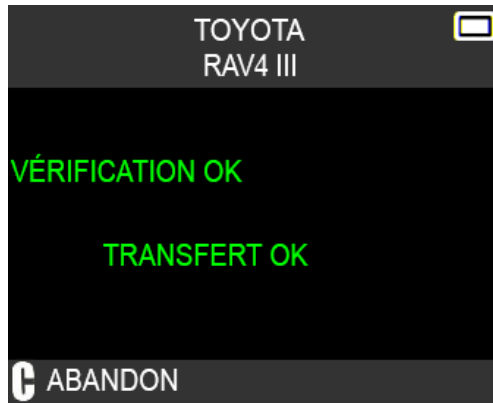 TOYOTA
RAV4 III
VÉRIFICATION OK
TRANSFERT OK
C ABANDON